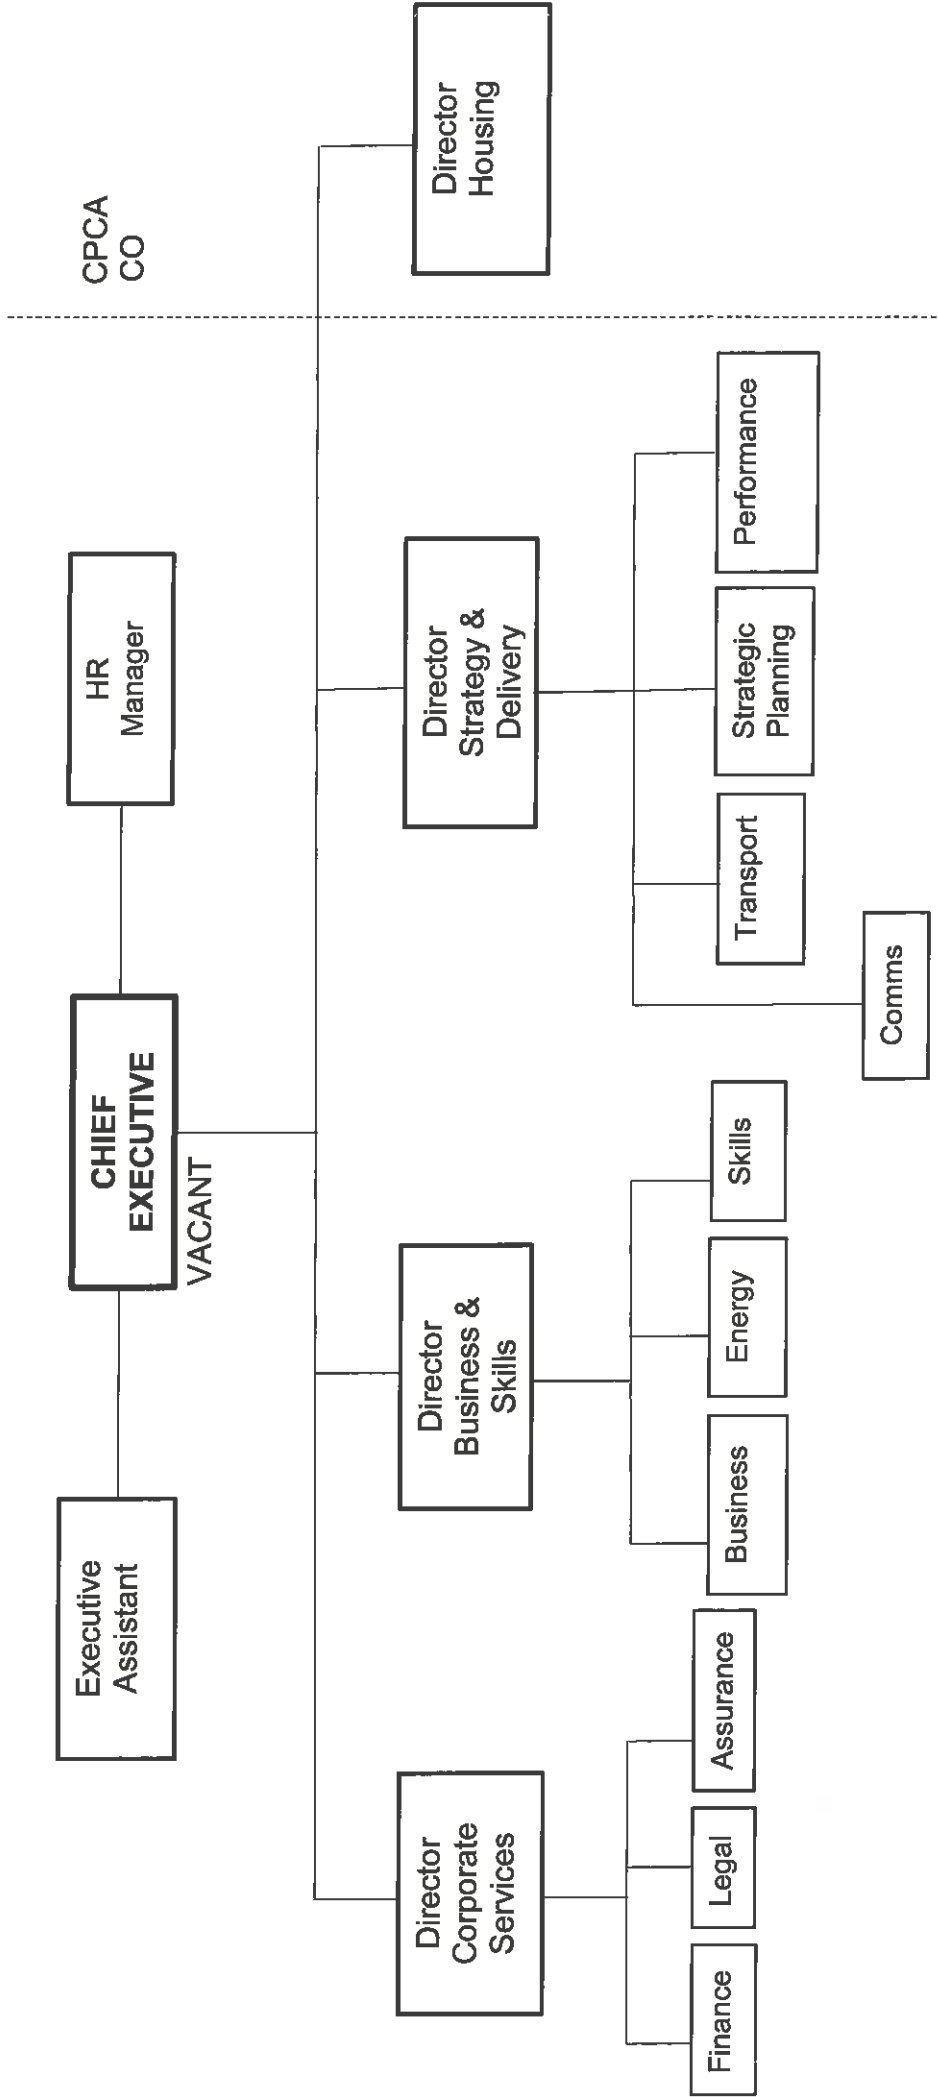 CPCA
CO
Executive
Assistant
CHIEF
EXECUTIVE
VACANT
HR
Manager
Director
Corporate
Services
Director
Business &
Skills
Director
Strategy &
Delivery
Director
Housing
Finance
Legal
Assurance
Business
Energy
Skills
Comms
Transport
Strategic
Planning
Performance